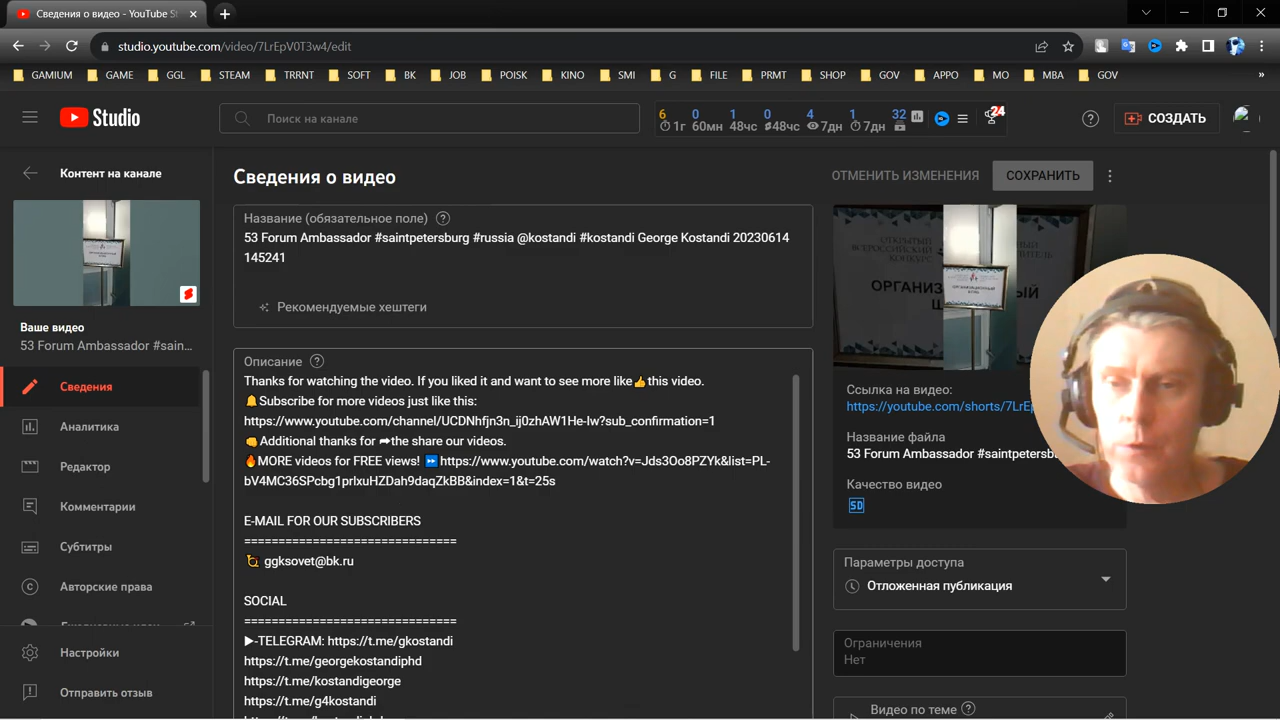 Сведения о видео - YouTube St
studio.youtube.com/video/7LrEpV0T3w4/edit
GAMIUM GAME GGL STEAM TRRNT SOFT BK JOB POISK KINO SMI G FILE PRMT SHOP GOV APPO MO MBA GOV »
Studio
Поиск на канале
6 0 1 0 4 1 32
1г 60мн 48чс 48чс 7дн 7дн
24
СОЗДАТЬ
Контент на канале
Ваше видео
53 Forum Ambassador #sain...
Сведения
Аналитика
Редактор
Комментарии
Субтитры
Авторские права
Настройки
Отправить отзыв
Сведения о видео
ОТМЕНИТЬ ИЗМЕНЕНИЯ
СОХРАНИТЬ
Название (обязательное поле)
53 Forum Ambassador #saintpetersburg #russia @kostandi #kostandi George Kostandi 20230614
145241
Рекомендуемые хештеги
Описание
Thanks for watching the video. If you liked it and want to see more like👍this video.
🔔Subscribe for more videos just like this:
https://www.youtube.com/channel/UCDNhfjn3n_ij0zhAW1He-Iw?sub_confirmation=1
👊Additional thanks for ➦the share our videos.
🔥MORE videos for FREE views! ⏩https://www.youtube.com/watch?v=Jds3Oo8PZYk&list=PL-
bV4MC36SPcbg1prIxuHZDah9daqZkBB&index=1&t=25s
E-MAIL FOR OUR SUBSCRIBERS
===============================
ggksovet@bk.ru
SOCIAL
===============================
▶-TELEGRAM: https://t.me/gkostandi
https://t.me/georgekostandiphd
https://t.me/kostandigeorge
https://t.me/g4kostandi
ОТКРЫТЫЙ
ВСЕРОССИЙСКИЙ
КОНКУРС
Ссылка на видео:
https://youtube.com/shorts/7LrE
Название файла
53 Forum Ambassador #saintpetersb
Качество видео
SD
Параметры доступа
Отложенная публикация
Ограничения
Нет
Видео по теме